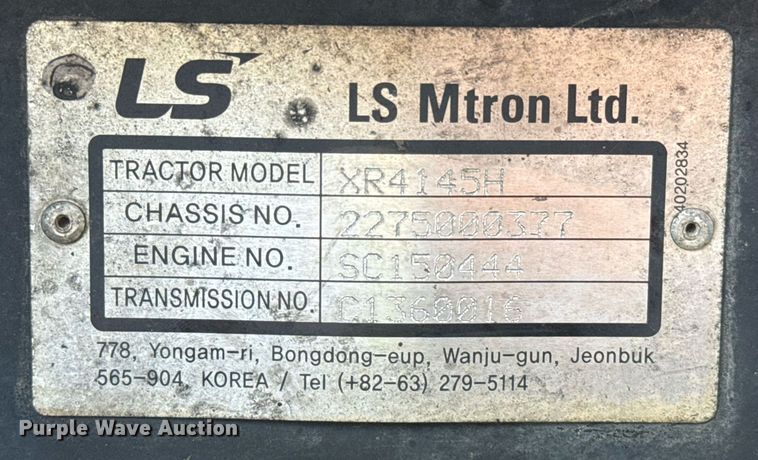 LS LS Mtron Ltd.
TRACTOR MODEL XR4145H
CHASSIS NO. 2275000377
ENGINE NO. SC150444
TRANSMISSION NO. C1360016
778, Yongam-ri, Bongdong-eup, Wanju-gun, Jeonbuk
565-904, KOREA / Tel (+82-63) 279-5114
40202834
Purple Wave Auction